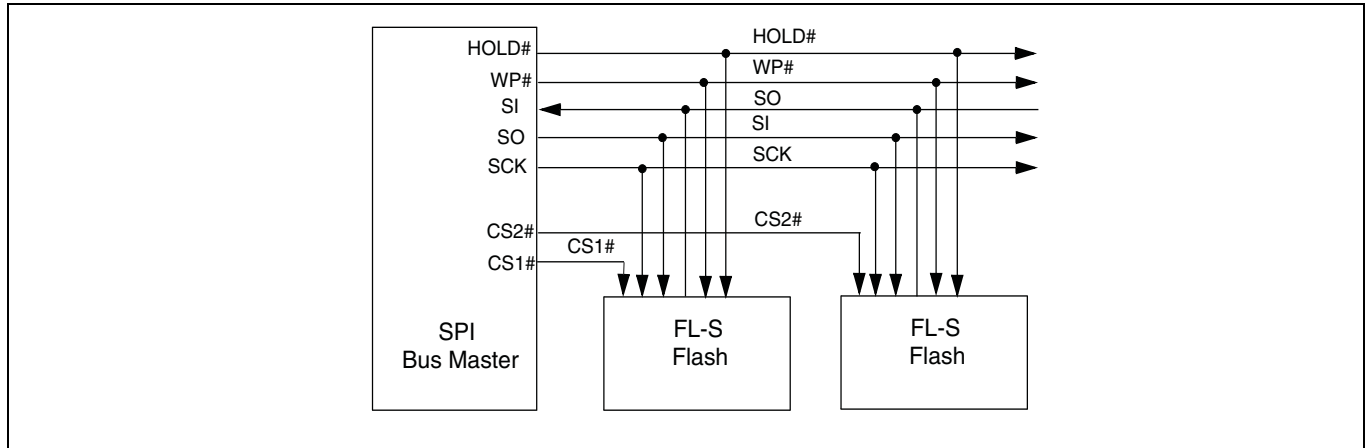 HOLD#
HOLD#
WP#
WP#
SI
SO
SO
SI
SCK
SCK
CS2#
CS2#
CS1#
CS1#
SPI
Bus Master
FL-S
Flash
FL-S
Flash